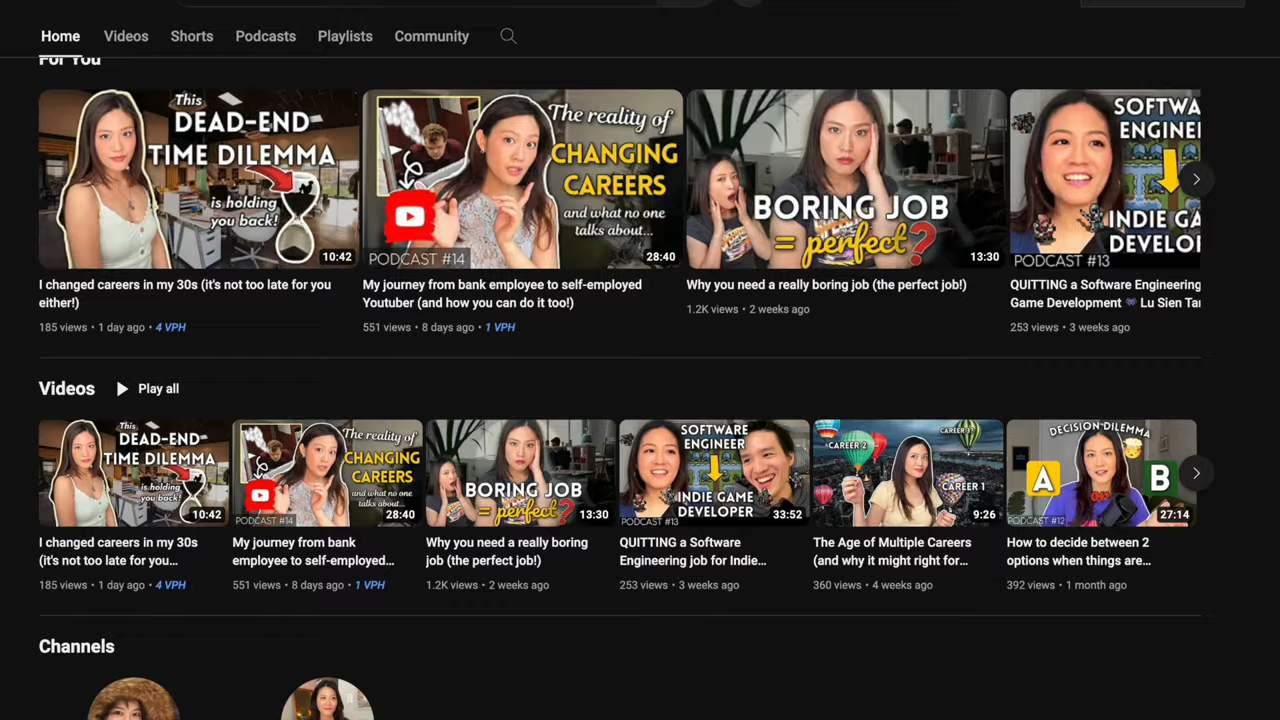 Home Videos Shorts Podcasts Playlists Community
For You
This
DEAD-END
TIME DILEMMA
is holding
you back!
10:42
I changed careers in my 30s (it's not too late for you
either!)
185 views • 1 day ago • 4 VPH
The reality of
CHANGING
CAREERS
and what no one
talks about...
PODCAST #14
28:40
My journey from bank employee to self-employed
Youtuber (and how you can do it too!)
551 views • 8 days ago • 1 VPH
BORING JOB
= perfect?
13:30
Why you need a really boring job (the perfect job!)
1.2K views • 2 weeks ago
SOFTWA
ENGINEE
INDIE GA
DEVELOP
PODCAST #13
QUITTING a Software Engineering
Game Development 👾 Lu Sien Tan
253 views • 3 weeks ago
Videos Play all
This
DEAD-END
TIME DILEMMA
is holding
you back!
10:42
I changed careers in my 30s
(it's not too late for you...
185 views • 1 day ago • 4 VPH
The reality of
CHANGING
CAREERS
and what no one
talks about...
PODCAST #14
28:40
My journey from bank
employee to self-employed...
551 views • 8 days ago • 1 VPH
BORING JOB
= perfect?
13:30
Why you need a really boring
job (the perfect job!)
1.2K views • 2 weeks ago
SOFTWARE
ENGINEER
INDIE GAME
DEVELOPER
PODCAST #13
33:52
QUITTING a Software
Engineering job for Indie...
253 views • 3 weeks ago
CAREER 2
CAREER 3?
CAREER 1
9:26
The Age of Multiple Careers
(and why it might right for...
360 views • 4 weeks ago
DECISION DILEMMA
A
B
PODCAST #12
27:14
How to decide between 2
options when things are...
392 views • 1 month ago
Channels